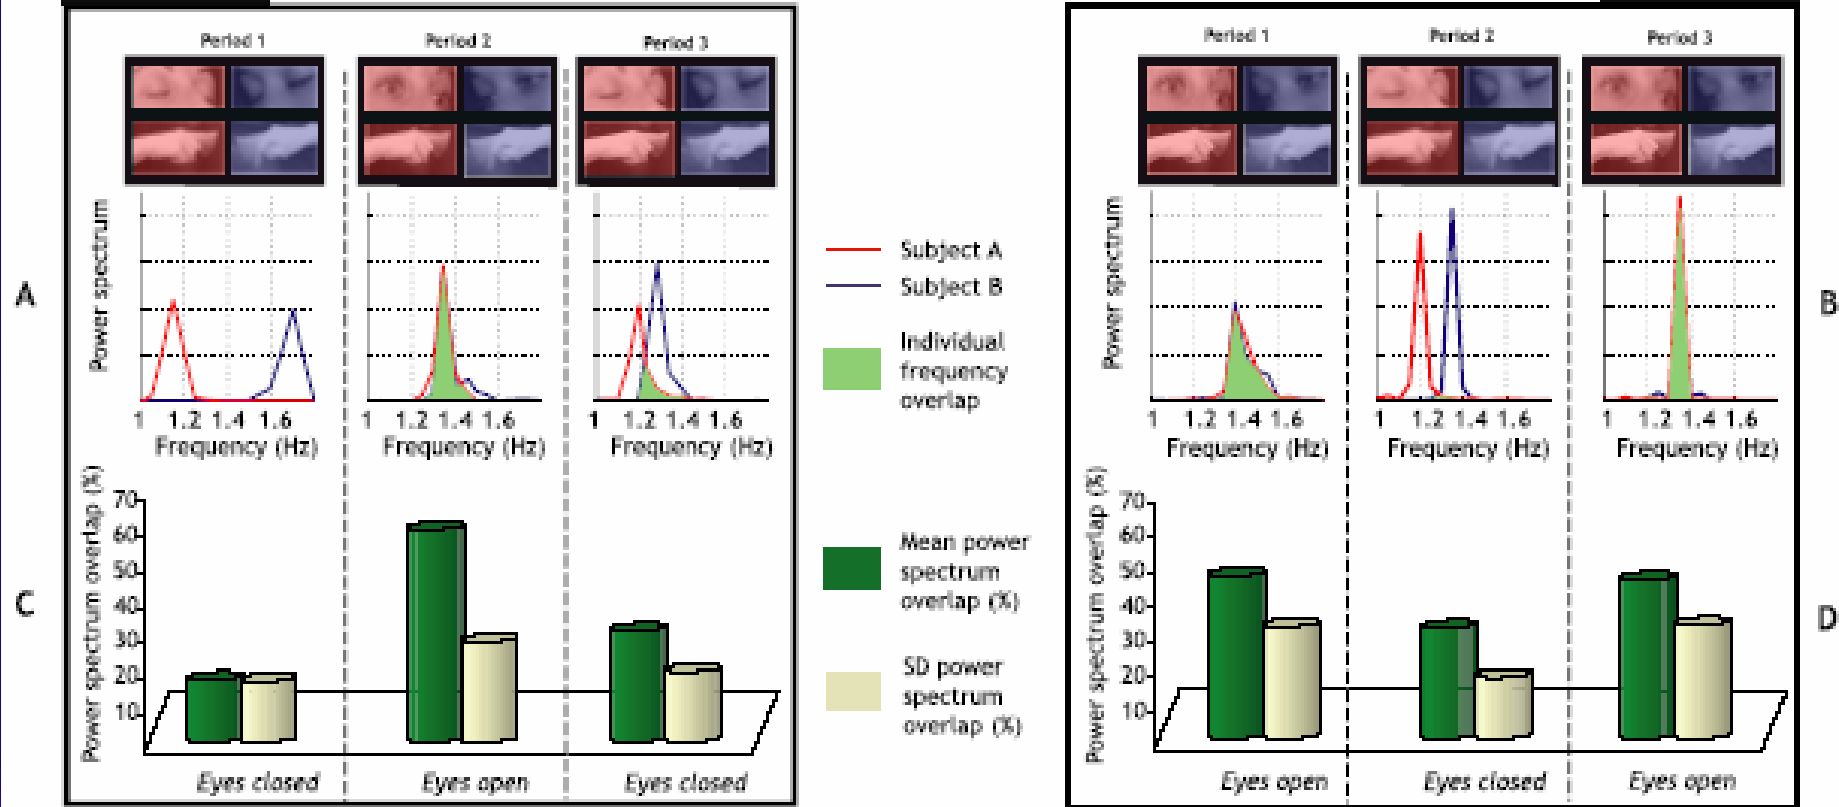 Period 1
Period 2
Period 3
A
Power spectrum
1 1.2 1.4 1.6
Frequency (Hz)
1 1.2 1.4 1.6
Frequency (Hz)
1 1.2 1.4 1.6
Frequency (Hz)
C
Power spectrum overlap (%)
70
60
50
40
30
20
10
Eyes closed
Eyes open
Eyes closed
Subject A
Subject B
Individual
frequency
overlap
Mean power
spectrum
overlap (%)
SD power
spectrum
overlap (%)
Period 1
Period 2
Period 3
B
Power spectrum
1 1.2 1.4 1.6
Frequency (Hz)
1 1.2 1.4 1.6
Frequency (Hz)
1 1.2 1.4 1.6
Frequency (Hz)
D
Power spectrum overlap (%)
70
60
50
40
30
20
10
Eyes open
Eyes closed
Eyes open